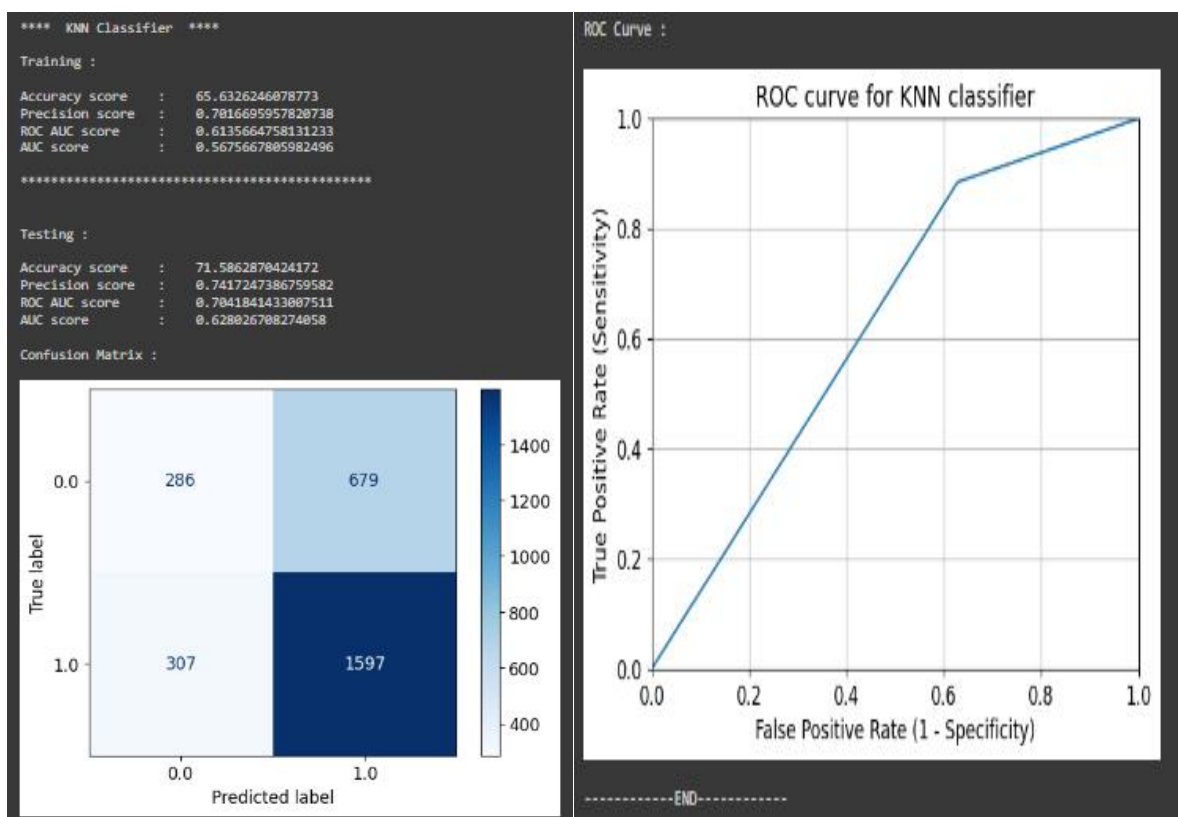 **** KNN Classifier ****
Training :
Accuracy score : 65.6326246078773
Precision score : 0.7016695957820738
ROC AUC score : 0.6135664758131233
AUC score : 0.5675667805982496
**********************************************
Testing :
Accuracy score : 71.5862870424172
Precision score : 0.7417247386759582
ROC AUC score : 0.7041841433007511
AUC score : 0.628026708274058
Confusion Matrix :
0.0
286
679
1.0
307
1597
True label
0.0
1.0
Predicted label
1400
1200
1000
800
600
400
ROC Curve :
ROC curve for KNN classifier
1.0
0.8
0.6
0.4
0.2
0.0
True Positive Rate (Sensitivity)
0.0
0.2
0.4
0.6
0.8
1.0
False Positive Rate (1 - Specificity)
------------END------------